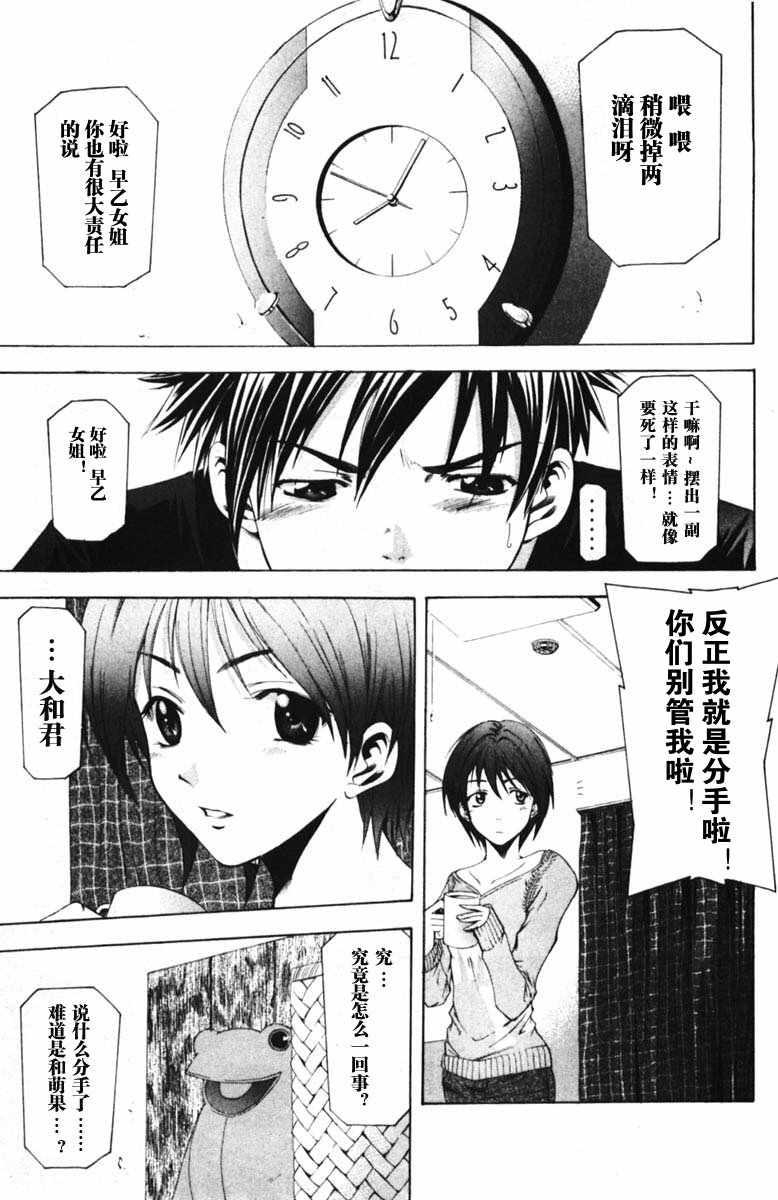 喂 喂
稍微掉两
滴泪呀
好啦 早乙女姐
你也有很大责任
的说
12
1
2
3
4
5
6
7
8
9
10
11
干嘛啊~摆出一副
这样的表情…就像
要死了一样！
……
好啦 早乙
女姐！
反正我就是分手啦！
你们别管我啦！
…大和君
究…
究竟是怎么一回事？
说什么分手了……
难道是和萌果…？